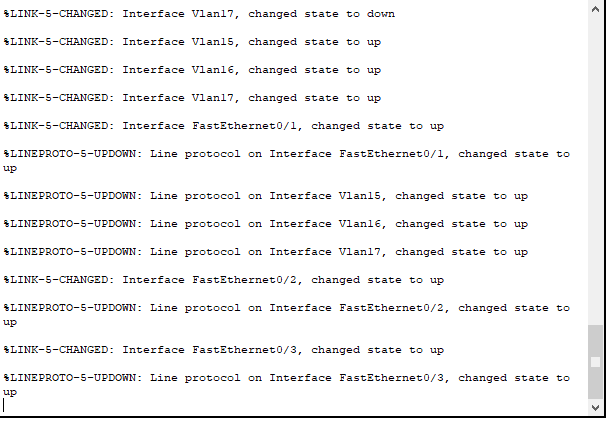 %LINK-5-CHANGED: Interface Vlan17, changed state to down
%LINK-5-CHANGED: Interface Vlan15, changed state to up
%LINK-5-CHANGED: Interface Vlan16, changed state to up
%LINK-5-CHANGED: Interface Vlan17, changed state to up
%LINK-5-CHANGED: Interface FastEthernet0/1, changed state to up
%LINEPROTO-5-UPDOWN: Line protocol on Interface FastEthernet0/1, changed state to
up
%LINEPROTO-5-UPDOWN: Line protocol on Interface Vlan15, changed state to up
%LINEPROTO-5-UPDOWN: Line protocol on Interface Vlan16, changed state to up
%LINEPROTO-5-UPDOWN: Line protocol on Interface Vlan17, changed state to up
%LINK-5-CHANGED: Interface FastEthernet0/2, changed state to up
%LINEPROTO-5-UPDOWN: Line protocol on Interface FastEthernet0/2, changed state to
up
%LINK-5-CHANGED: Interface FastEthernet0/3, changed state to up
%LINEPROTO-5-UPDOWN: Line protocol on Interface FastEthernet0/3, changed state to
up